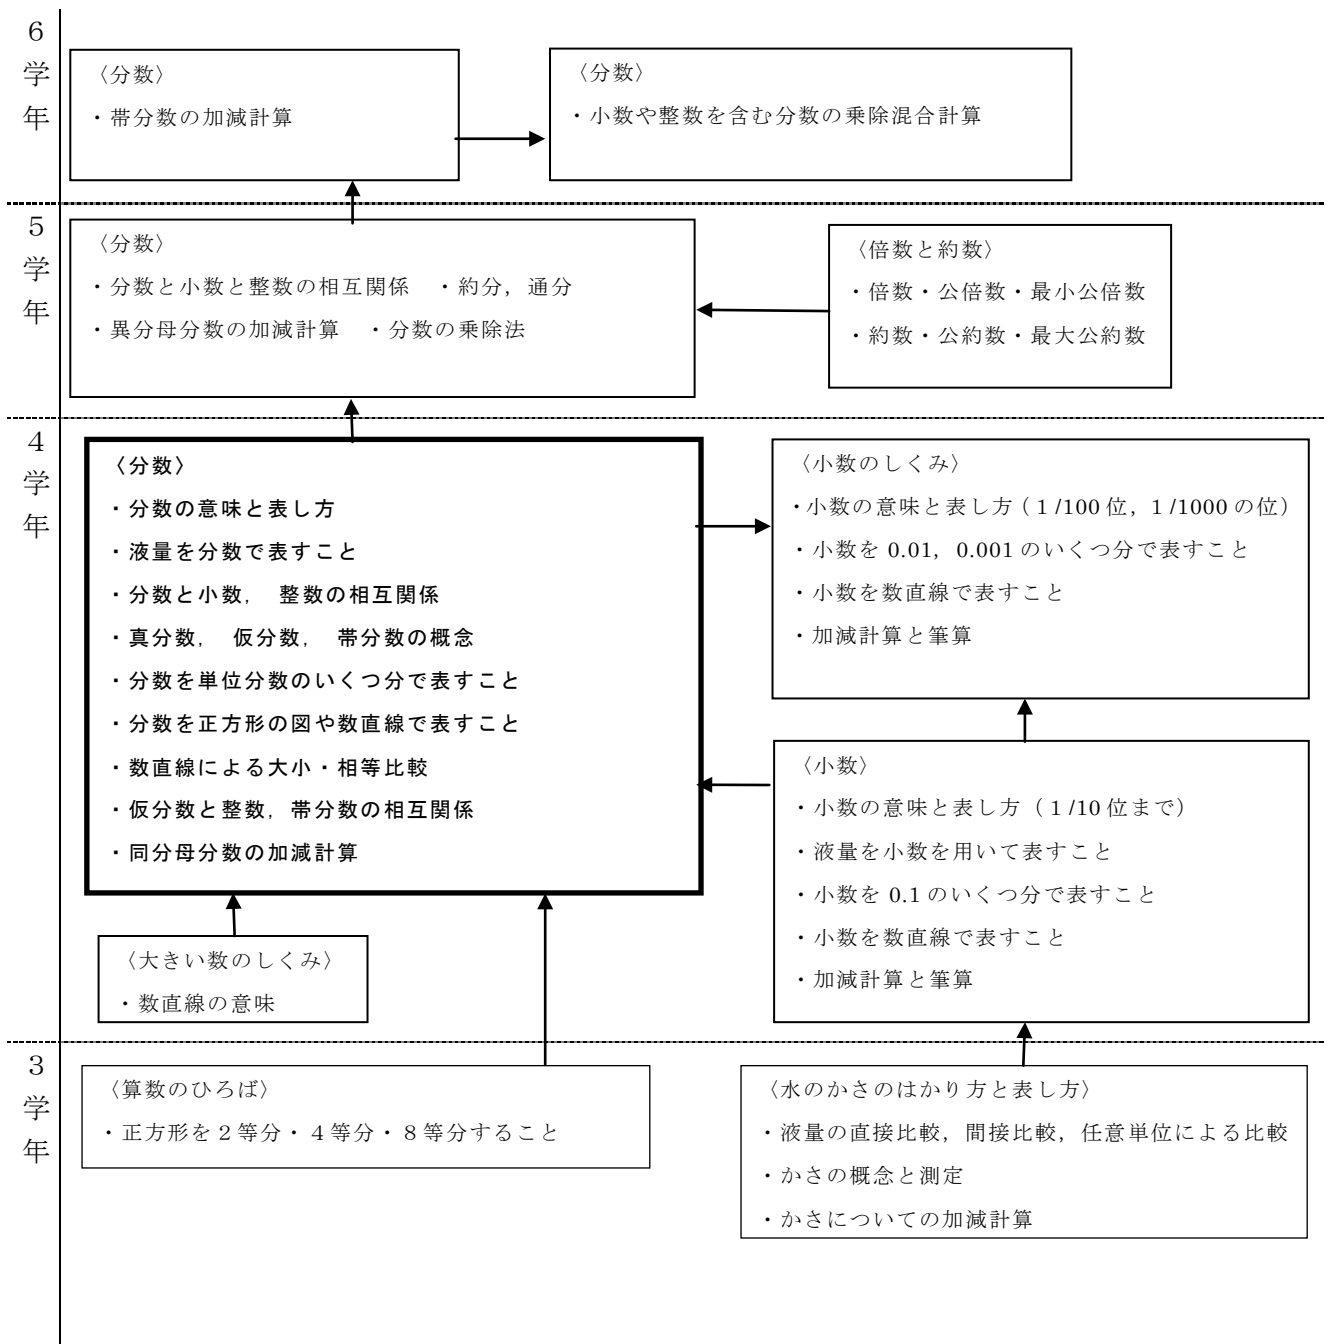 6
学
年
〈分数〉
・帯分数の加減計算
〈分数〉
・小数や整数を含む分数の乗除混合計算
5
学
年
〈分数〉
・分数と小数と整数の相互関係　・約分，通分
・異分母分数の加減計算　・分数の乗除法
〈倍数と約数〉
・倍数・公倍数・最小公倍数
・約数・公約数・最大公約数
4
学
年
〈分数〉
・分数の意味と表し方
・液量を分数で表すこと
・分数と小数，　整数の相互関係
・真分数，　仮分数，　帯分数の概念
・分数を単位分数のいくつ分で表すこと
・分数を正方形の図や数直線で表すこと
・数直線による大小・相等比較
・仮分数と整数，帯分数の相互関係
・同分母分数の加減計算
〈小数のしくみ〉
・小数の意味と表し方（1/100位，1/1000の位）
・小数を 0.01，0.001 のいくつ分で表すこと
・小数を数直線で表すこと
・加減計算と筆算
〈小数〉
・小数の意味と表し方（1/10位まで）
・液量を小数を用いて表すこと
・小数を 0.1 のいくつ分で表すこと
・小数を数直線で表すこと
・加減計算と筆算
〈大きい数のしくみ〉
・数直線の意味
3
学
年
〈算数のひろば〉
・正方形を２等分・４等分・８等分すること
〈水のかさのはかり方と表し方〉
・液量の直接比較，間接比較，任意単位による比較
・かさの概念と測定
・かさについての加減計算